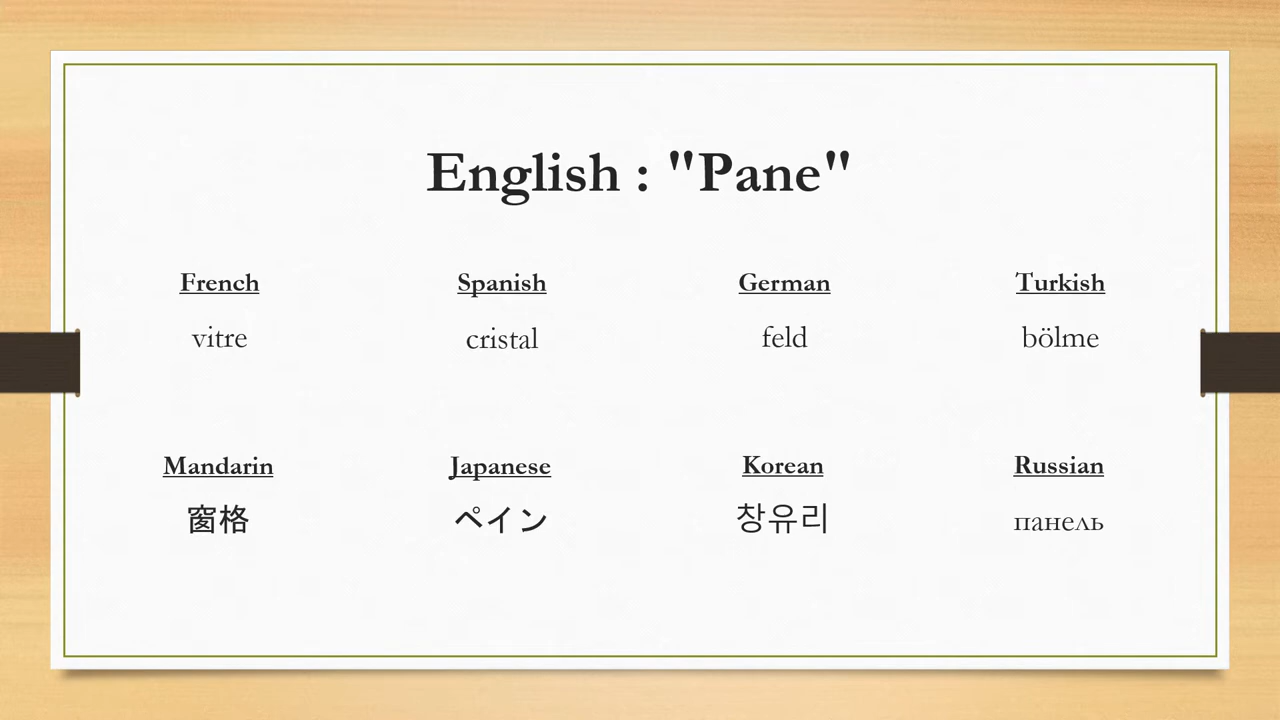 English : "Pane"
French
vitre
Spanish
cristal
German
feld
Turkish
bölme
Mandarin
窗格
Japanese
ペイン
Korean
창유리
Russian
панель